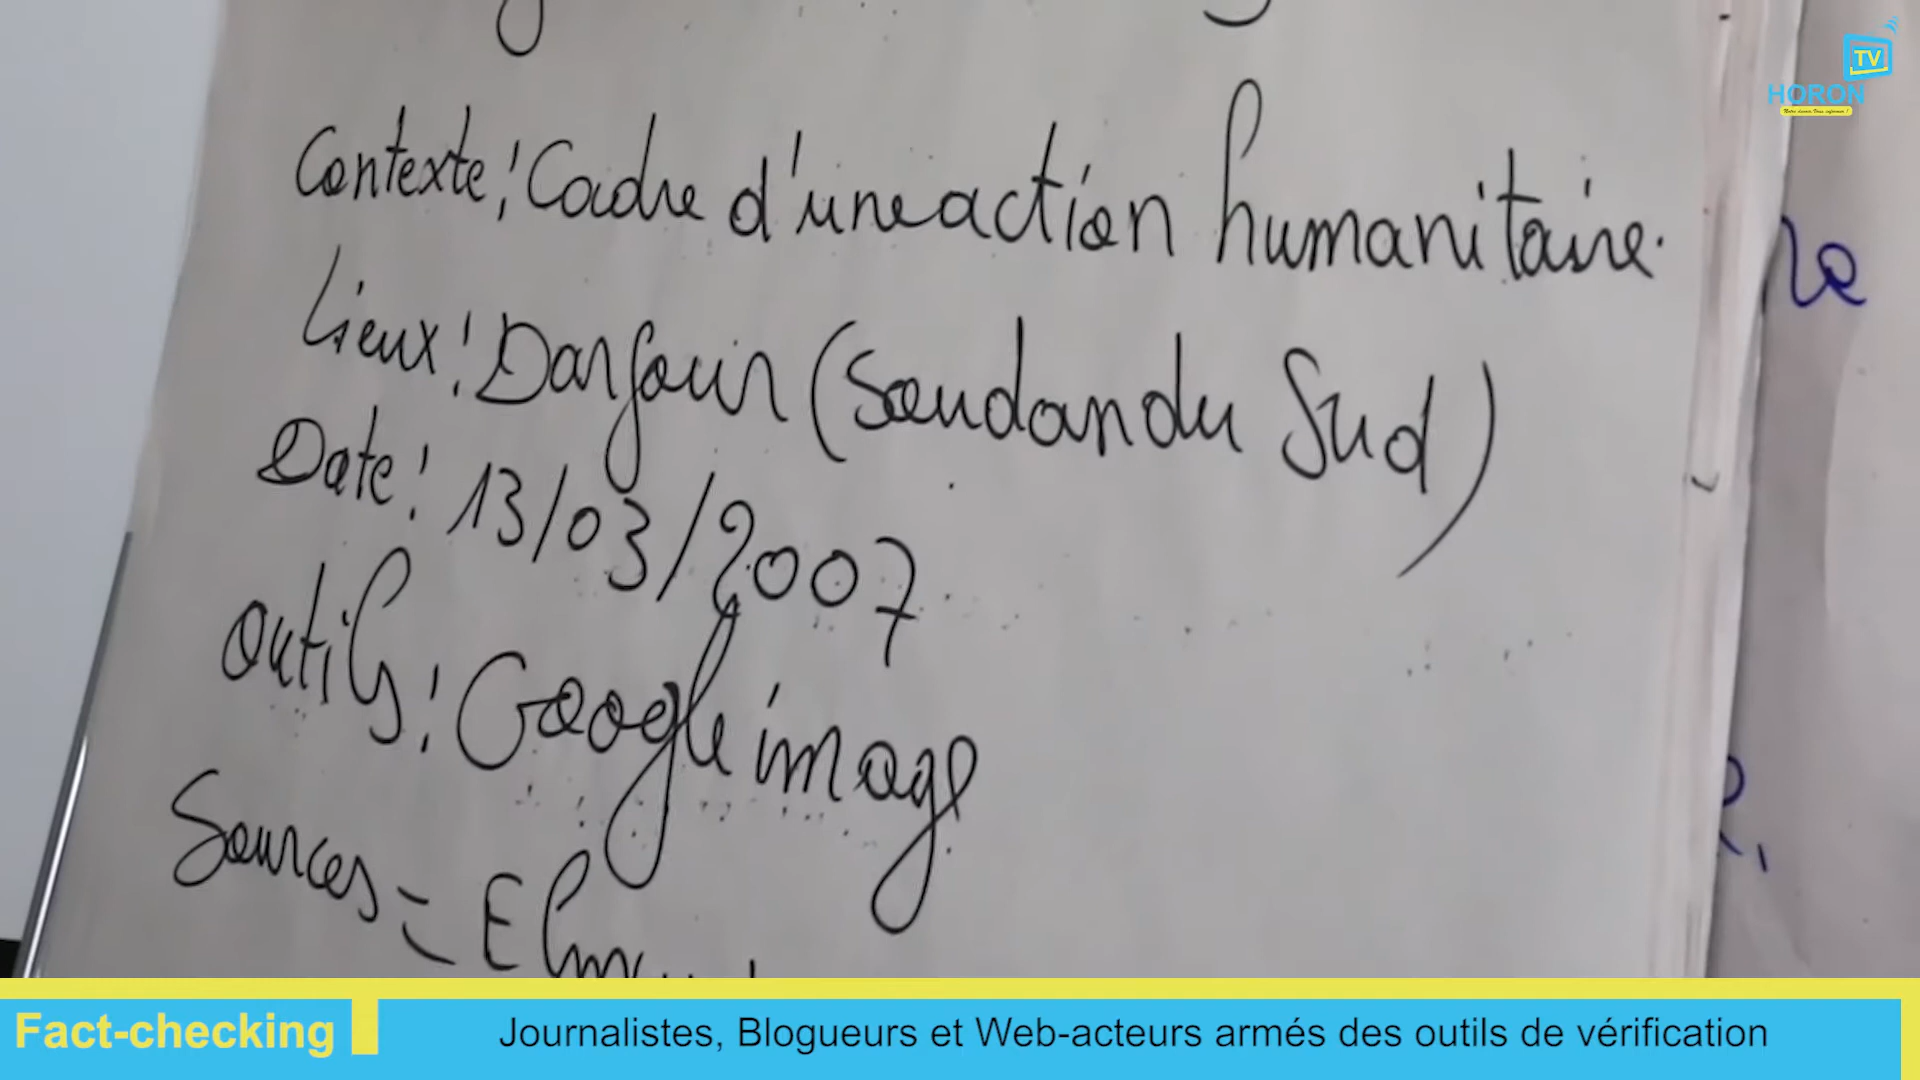 TV
HORON
Contexte : Cadre d'une action humanitaire.
le
Lieux : Darfour (Soudan du Sud)
Date : 13/03/2007
Outils : Google image
Sources =
Fact-checking
Journalistes, Blogueurs et Web-acteurs armés des outils de vérification